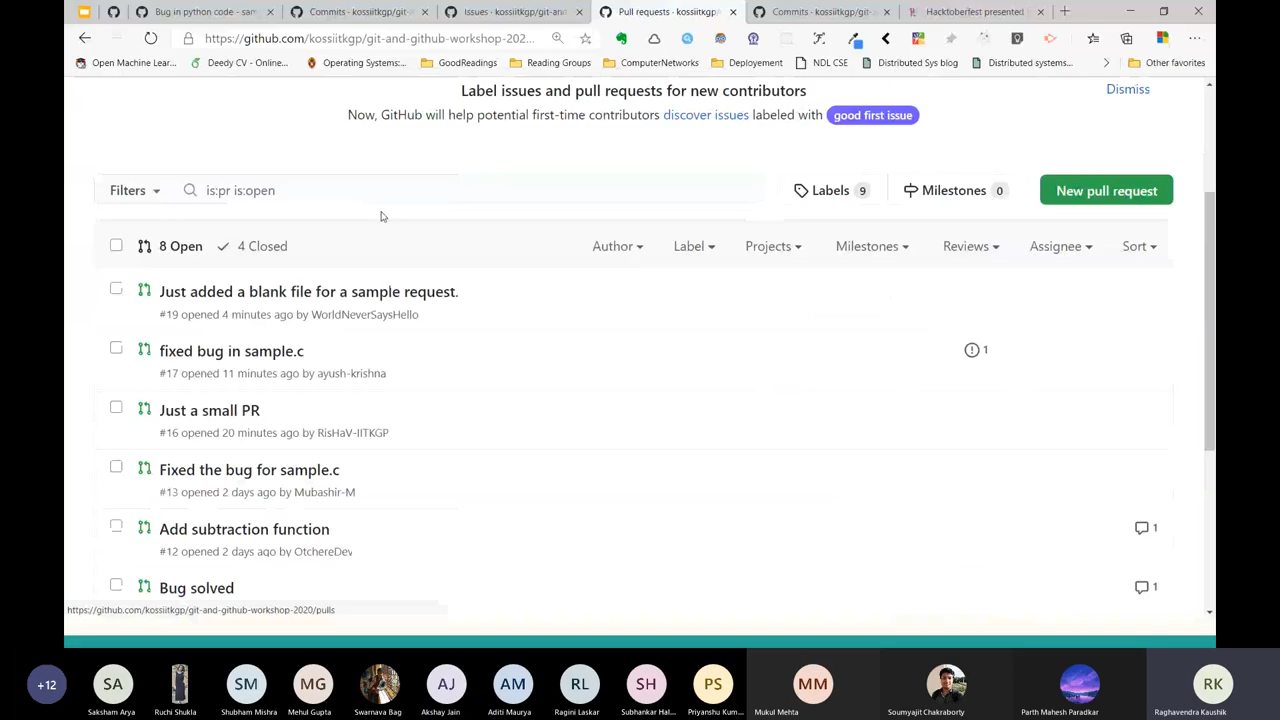 Bug in python code - sam
Commits - kossiitkgp/git-
Issues - kossiitkgp/git-and
Pull requests - kossiitkgp/
Commits - kossiitkgp/git-and
Hacktoberfest presented
https://github.com/kossiitkgp/git-and-github-workshop-202...
Open Machine Lear...
Deedy CV - Online...
Operating Systems:...
GoodReadings
Reading Groups
ComputerNetworks
Deployement
NDL CSE
Distributed Sys blog
Distributed systems...
Other favorites
Label issues and pull requests for new contributors
Dismiss
Now, GitHub will help potential first-time contributors discover issues labeled with good first issue
Filters
is:pr is:open
Labels 9
Milestones 0
New pull request
8 Open
4 Closed
Author
Label
Projects
Milestones
Reviews
Assignee
Sort
Just added a blank file for a sample request.
#19 opened 4 minutes ago by WorldNeverSaysHello
fixed bug in sample.c
1
#17 opened 11 minutes ago by ayush-krishna
Just a small PR
#16 opened 20 minutes ago by RisHaV-IITKGP
Fixed the bug for sample.c
#13 opened 2 days ago by Mubashir-M
Add subtraction function
1
#12 opened 2 days ago by OtchereDev
Bug solved
1
https://github.com/kossiitkgp/git-and-github-workshop-2020/pulls
+12
SA
SM
MG
AJ
AM
RL
SH
PS
MM
RK
Saksham Arya
Ruchi Shukla
Shubham Mishra
Mehul Gupta
Swarnava Bag
Akshay Jain
Aditi Maurya
Ragini Laskar
Subhankar Hal...
Priyanshu Kum...
Mukul Mehta
Soumyajit Chakraborty
Parth Mahesh Paradkar
Raghavendra Kaushik